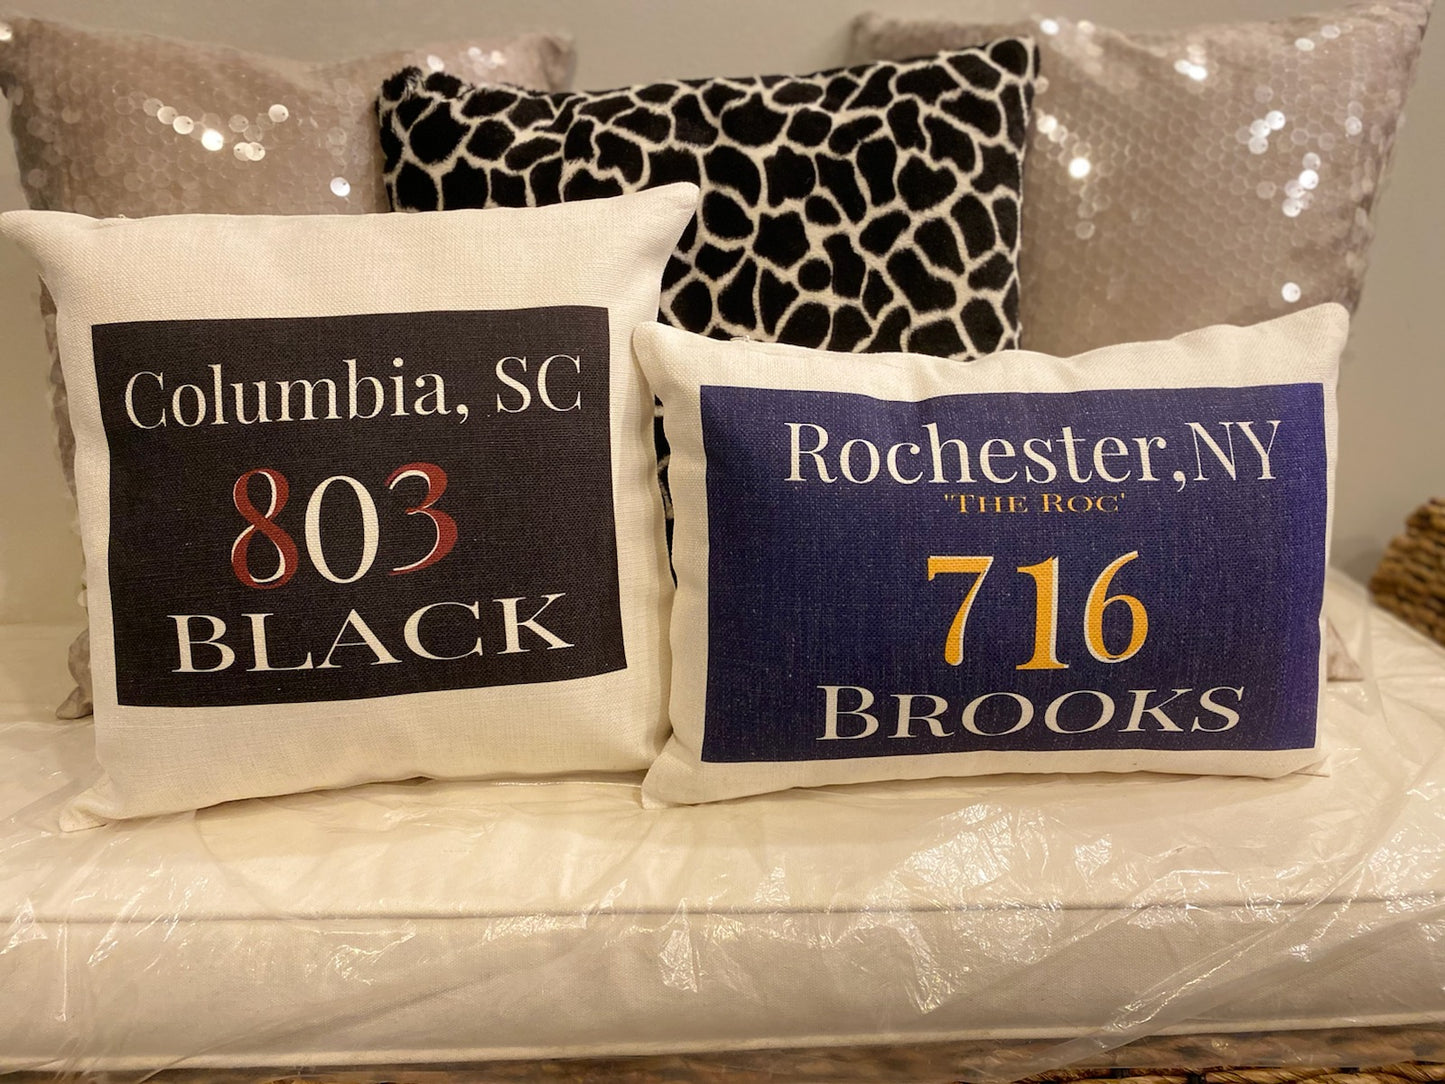 Columbia, SC
803
BLACK
Rochester,NY
"THE ROC'
716
BROOKS